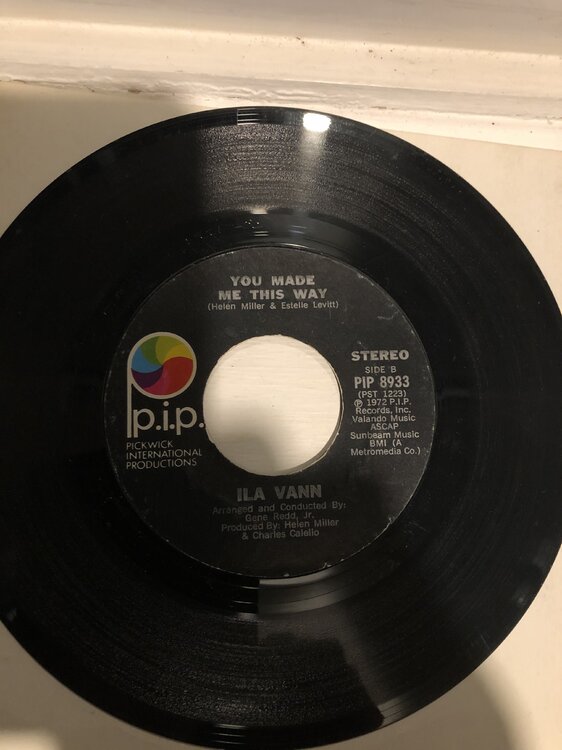 YOU MADE
ME THIS WAY
(Helen Miller & Estelle Levitt)
p.i.p.
PICKWICK
INTERNATIONAL
PRODUCTIONS
STEREO
SIDE B
PIP 8933
(PST 1223)
℗ 1972 P.I.P.
Records, Inc.
Valando Music
ASCAP
Sunbeam Music
BMI (A
Metromedia Co.)
ILA VANN
Arranged and Conducted By:
Gene Redd, Jr.
Produced By: Helen Miller
& Charles Calello